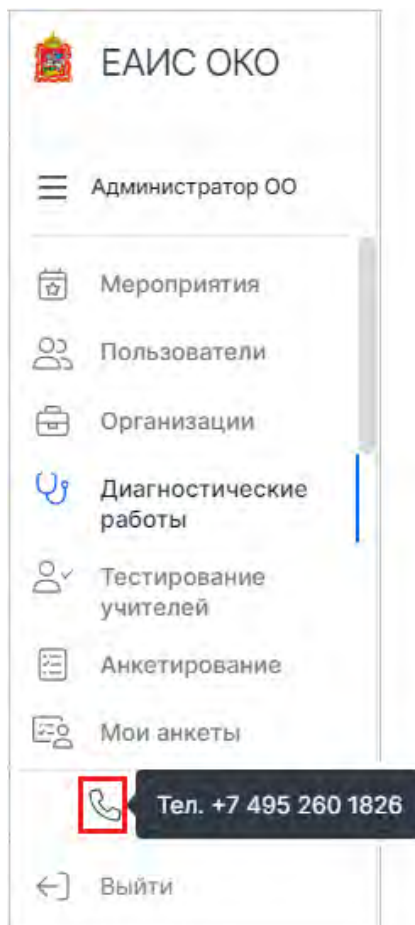 ЕАИС ОКО
Администратор ОО
Мероприятия
Пользователи
Организации
Диагностические
работы
Тестирование
учителей
Анкетирование
Мои анкеты
Тел. +7 495 260 1826
Выйти